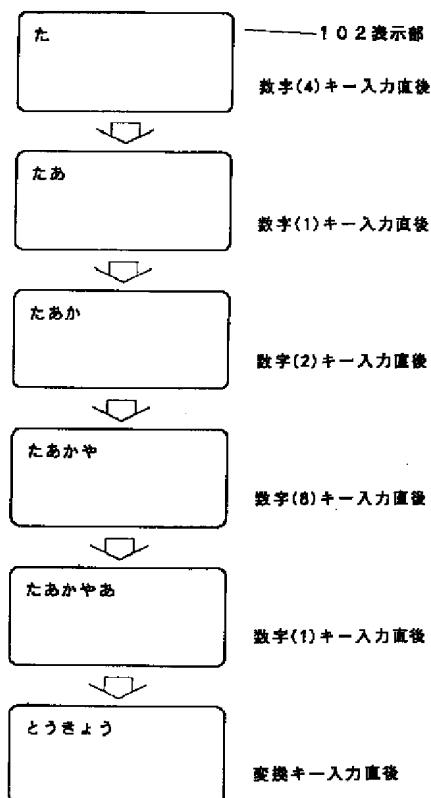 た
102表示部
数字(4)キー入力直後
たあ
数字(1)キー入力直後
たあか
数字(2)キー入力直後
たあかや
数字(8)キー入力直後
たあかやあ
数字(1)キー入力直後
とうきょう
変換キー入力直後